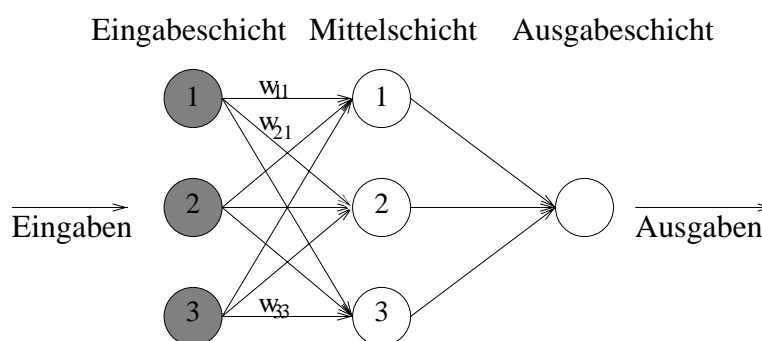 Eingabeschicht Mittelschicht Ausgabeschicht
1 w11 1
w21
2 2
Eingaben Ausgaben
3 w33 3